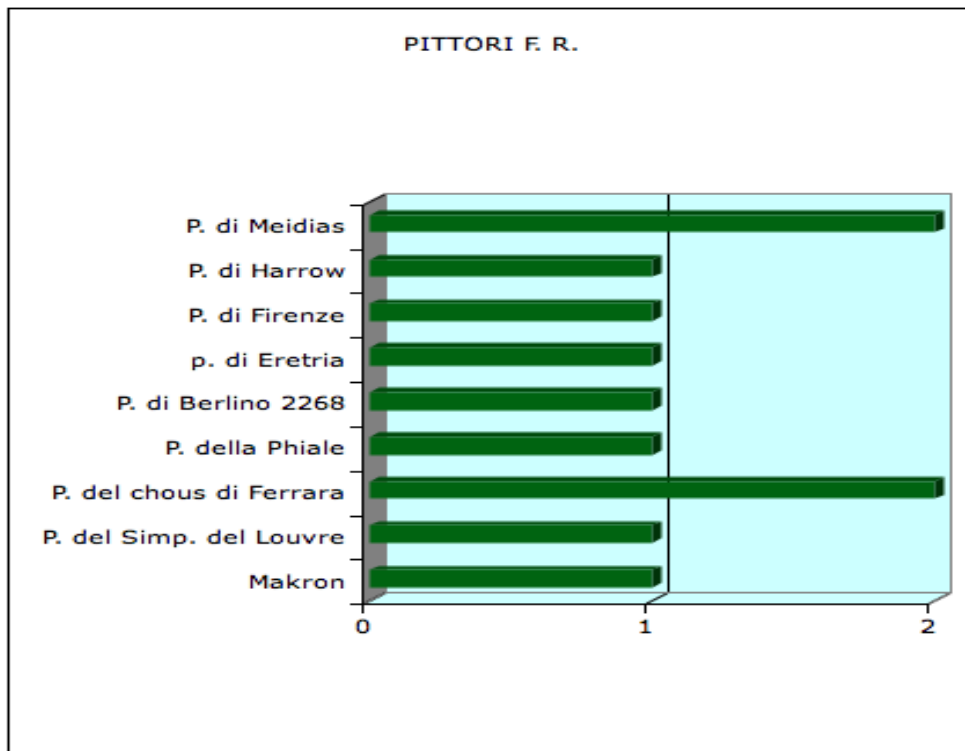 PITTORI F. R.
P. di Meidias
P. di Harrow
P. di Firenze
p. di Eretria
P. di Berlino 2268
P. della Phiale
P. del chous di Ferrara
P. del Simp. del Louvre
Makron
0 1 2